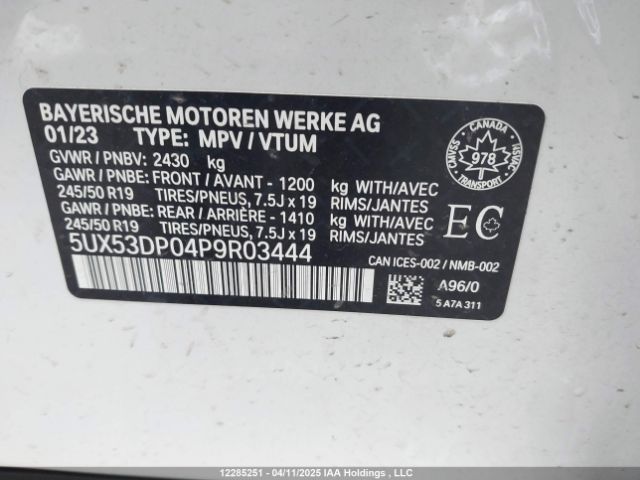 BAYERISCHE MOTOREN WERKE AG
01/23 TYPE: MPV / VTUM
GVWR / PNBV: 2430 kg
GAWR / PNBE: FRONT / AVANT - 1200 kg WITH/AVEC
245/50 R19 TIRES/PNEUS, 7.5J x 19 RIMS/JANTES
GAWR / PNBE: REAR / ARRIÈRE - 1410 kg WITH/AVEC
245/50 R19 TIRES/PNEUS, 7.5J x 19 RIMS/JANTES
5UX53DP04P9R03444
CANADA
CMVSS 978 NSVAC
TRANSPORT
EC
CAN ICES-002 / NMB-002
A96/0
5 A7A 311
12285251 - 04/11/2025 IAA Holdings , LLC